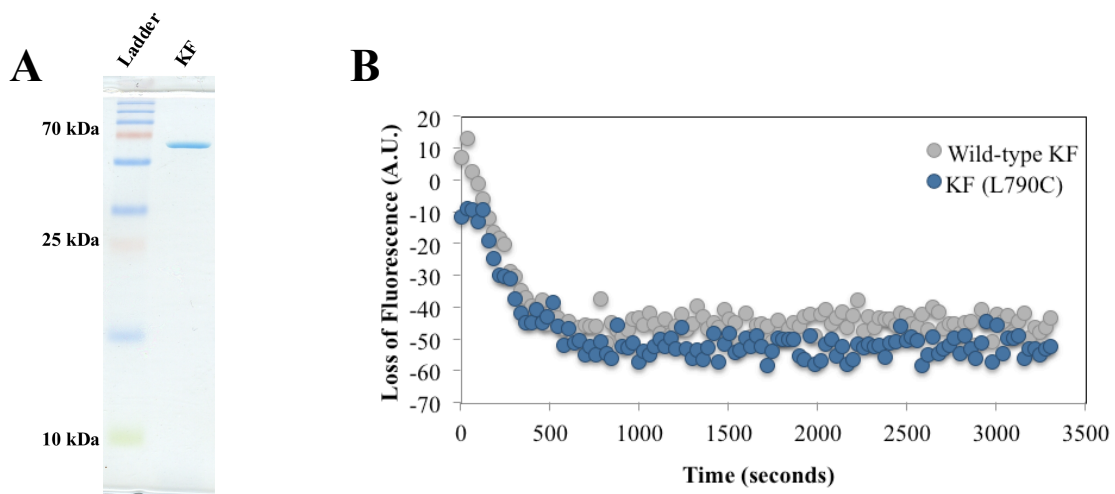 A
Ladder
KF
70 kDa
25 kDa
10 kDa
B
Loss of Fluorescence (A.U.)
20
10
0
-10
-20
-30
-40
-50
-60
-70
Wild-type KF
KF (L790C)
0 500 1000 1500 2000 2500 3000 3500
Time (seconds)